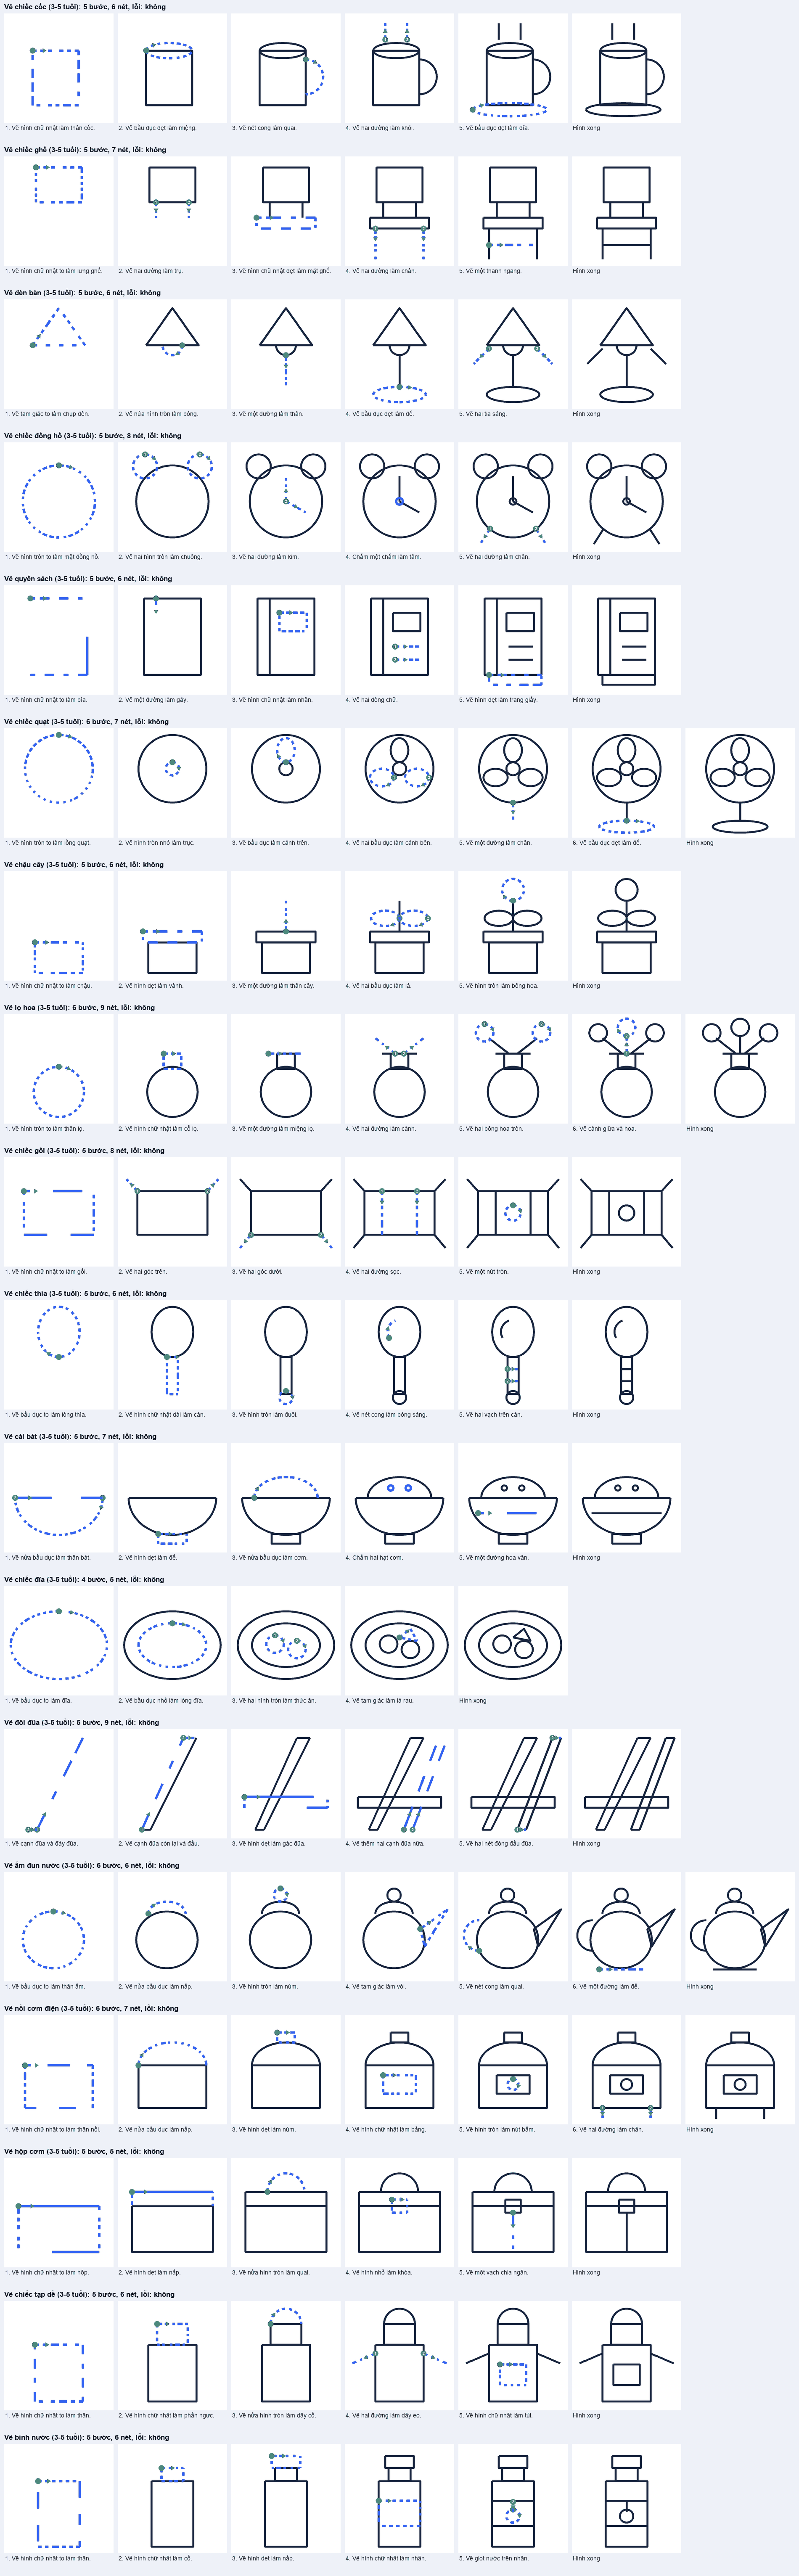 Vẽ chiếc cốc (3-5 tuổi): 5 bước, 6 nét, lỗi: không
1. Vẽ hình chữ nhật làm thân cốc.
2. Vẽ bầu dục dẹt làm miệng.
3. Vẽ nét cong làm quai.
4. Vẽ hai đường làm khói.
5. Vẽ bầu dục dẹt làm đĩa.
Hình xong
Vẽ chiếc ghế (3-5 tuổi): 5 bước, 7 nét, lỗi: không
1. Vẽ hình chữ nhật to làm lưng ghế.
2. Vẽ hai đường làm trụ.
3. Vẽ hình chữ nhật dẹt làm mặt ghế.
4. Vẽ hai đường làm chân.
5. Vẽ một thanh ngang.
Hình xong
Vẽ đèn bàn (3-5 tuổi): 5 bước, 6 nét, lỗi: không
1. Vẽ tam giác to làm chụp đèn.
2. Vẽ nửa hình tròn làm bóng.
3. Vẽ một đường làm thân.
4. Vẽ bầu dục dẹt làm đế.
5. Vẽ hai tia sáng.
Hình xong
Vẽ chiếc đồng hồ (3-5 tuổi): 5 bước, 8 nét, lỗi: không
1. Vẽ hình tròn to làm mặt đồng hồ.
2. Vẽ hai hình tròn làm chuông.
3. Vẽ hai đường làm kim.
4. Chấm một chấm làm tâm.
5. Vẽ hai đường làm chân.
Hình xong
Vẽ quyển sách (3-5 tuổi): 5 bước, 6 nét, lỗi: không
1. Vẽ hình chữ nhật to làm bìa.
2. Vẽ một đường làm gáy.
3. Vẽ hình chữ nhật làm nhãn.
4. Vẽ hai dòng chữ.
5. Vẽ hình dẹt làm trang giấy.
Hình xong
Vẽ chiếc quạt (3-5 tuổi): 6 bước, 7 nét, lỗi: không
1. Vẽ hình tròn to làm lồng quạt.
2. Vẽ hình tròn nhỏ làm trục.
3. Vẽ bầu dục làm cánh trên.
4. Vẽ hai bầu dục làm cánh bên.
5. Vẽ một đường làm chân.
6. Vẽ bầu dục dẹt làm đế.
Hình xong
Vẽ chậu cây (3-5 tuổi): 5 bước, 6 nét, lỗi: không
1. Vẽ hình chữ nhật làm chậu.
2. Vẽ hình dẹt làm vành.
3. Vẽ một đường làm thân cây.
4. Vẽ hai bầu dục làm lá.
5. Vẽ hình tròn làm bông hoa.
Hình xong
Vẽ lọ hoa (3-5 tuổi): 6 bước, 9 nét, lỗi: không
1. Vẽ hình tròn to làm thân lọ.
2. Vẽ hình chữ nhật làm cổ lọ.
3. Vẽ một đường làm miệng lọ.
4. Vẽ hai đường làm cành.
5. Vẽ hai bông hoa tròn.
6. Vẽ cành giữa và hoa.
Hình xong
Vẽ chiếc gối (3-5 tuổi): 5 bước, 8 nét, lỗi: không
1. Vẽ hình chữ nhật to làm gối.
2. Vẽ hai góc trên.
3. Vẽ hai góc dưới.
4. Vẽ hai đường sọc.
5. Vẽ một nút tròn.
Hình xong
Vẽ chiếc thìa (3-5 tuổi): 5 bước, 6 nét, lỗi: không
1. Vẽ bầu dục to làm lòng thìa.
2. Vẽ hình chữ nhật dài làm cán.
3. Vẽ hình tròn làm đuôi.
4. Vẽ nét cong làm bóng sáng.
5. Vẽ hai vạch trên cán.
Hình xong
Vẽ cái bát (3-5 tuổi): 5 bước, 7 nét, lỗi: không
1. Vẽ nửa bầu dục làm thân bát.
2. Vẽ hình dẹt làm đế.
3. Vẽ nửa bầu dục làm cơm.
4. Chấm hai hạt cơm.
5. Vẽ một đường hoa văn.
Hình xong
Vẽ chiếc đĩa (3-5 tuổi): 4 bước, 5 nét, lỗi: không
1. Vẽ bầu dục to làm đĩa.
2. Vẽ bầu dục nhỏ làm lòng đĩa.
3. Vẽ hai hình tròn làm thức ăn.
4. Vẽ tam giác làm lá rau.
Hình xong
Vẽ đôi đũa (3-5 tuổi): 5 bước, 9 nét, lỗi: không
1. Vẽ cạnh đũa và đáy đũa.
2. Vẽ cạnh đũa còn lại và đầu.
3. Vẽ hình dẹt làm gác đũa.
4. Vẽ thêm hai cạnh đũa nữa.
5. Vẽ hai nét đóng đầu đũa.
Hình xong
Vẽ ấm đun nước (3-5 tuổi): 6 bước, 6 nét, lỗi: không
1. Vẽ bầu dục to làm thân ấm.
2. Vẽ nửa bầu dục làm nắp.
3. Vẽ hình tròn làm núm.
4. Vẽ tam giác làm vòi.
5. Vẽ nét cong làm quai.
6. Vẽ một đường làm đế.
Hình xong
Vẽ nồi cơm điện (3-5 tuổi): 6 bước, 7 nét, lỗi: không
1. Vẽ hình chữ nhật to làm thân nồi.
2. Vẽ nửa bầu dục làm nắp.
3. Vẽ hình dẹt làm núm.
4. Vẽ hình chữ nhật làm bảng.
5. Vẽ hình tròn làm nút bấm.
6. Vẽ hai đường làm chân.
Hình xong
Vẽ hộp cơm (3-5 tuổi): 5 bước, 5 nét, lỗi: không
1. Vẽ hình chữ nhật to làm hộp.
2. Vẽ hình dẹt làm nắp.
3. Vẽ nửa hình tròn làm quai.
4. Vẽ hình nhỏ làm khóa.
5. Vẽ một vạch chia ngăn.
Hình xong
Vẽ chiếc tạp dề (3-5 tuổi): 5 bước, 6 nét, lỗi: không
1. Vẽ hình chữ nhật to làm thân.
2. Vẽ hình chữ nhật làm phần ngực.
3. Vẽ nửa hình tròn làm dây cổ.
4. Vẽ hai đường làm dây eo.
5. Vẽ hình chữ nhật làm túi.
Hình xong
Vẽ bình nước (3-5 tuổi): 5 bước, 6 nét, lỗi: không
1. Vẽ hình chữ nhật to làm thân.
2. Vẽ hình chữ nhật làm cổ.
3. Vẽ hình dẹt làm nắp.
4. Vẽ hình chữ nhật làm nhãn.
5. Vẽ giọt nước trên nhãn.
Hình xong